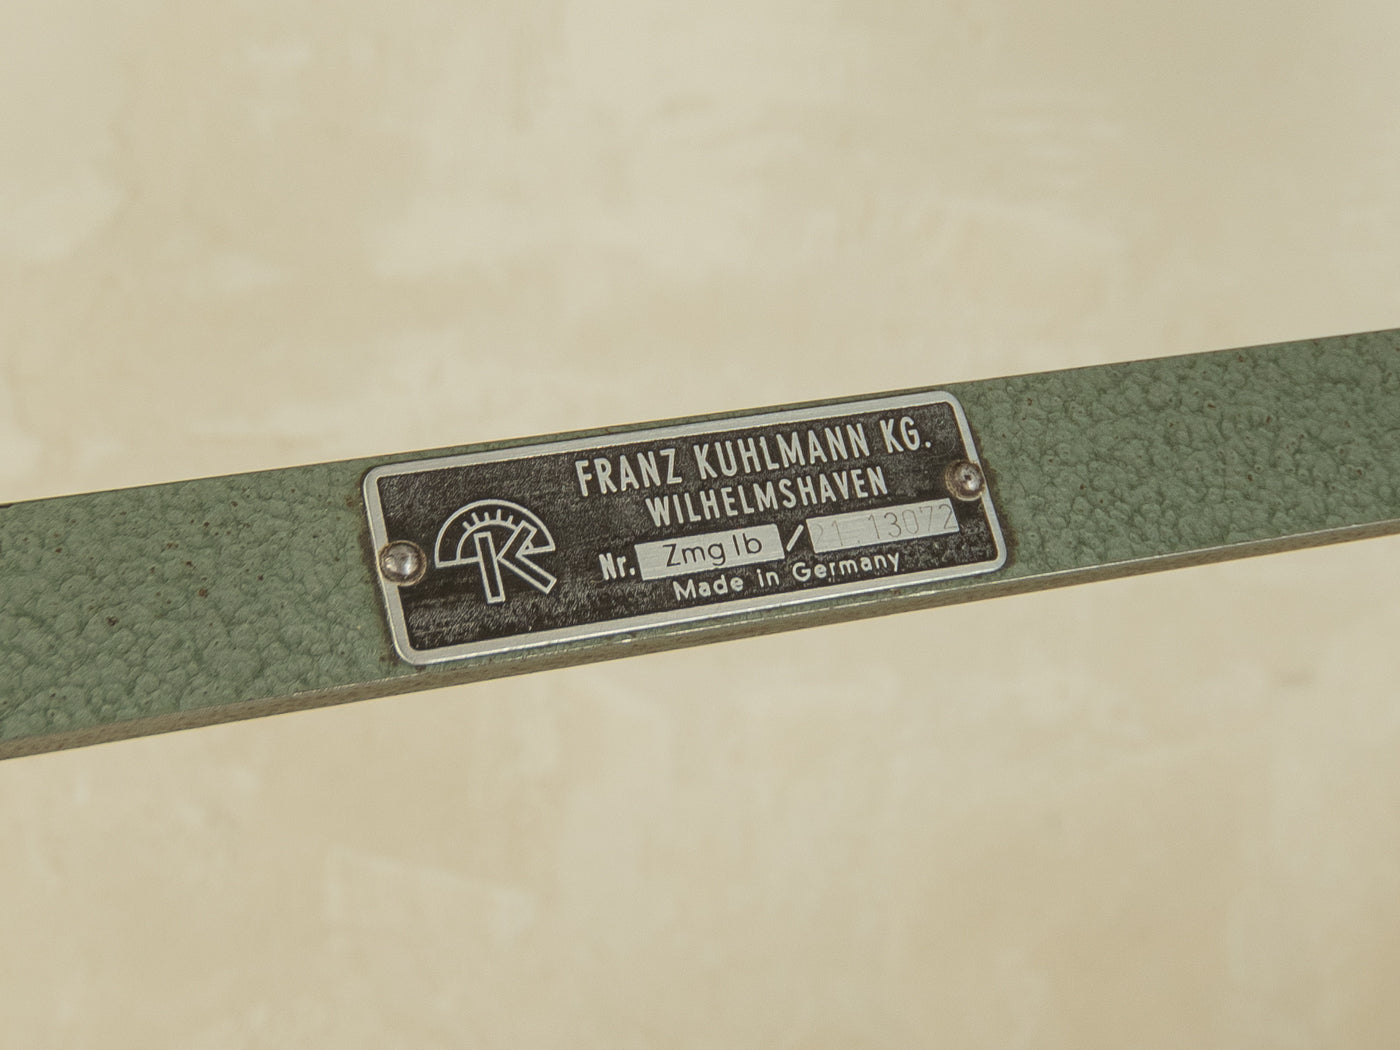 FRANZ KUHLMANN KG.
WILHELMSHAVEN
K
Nr. Zmg Ib / 21.13072
Made in Germany